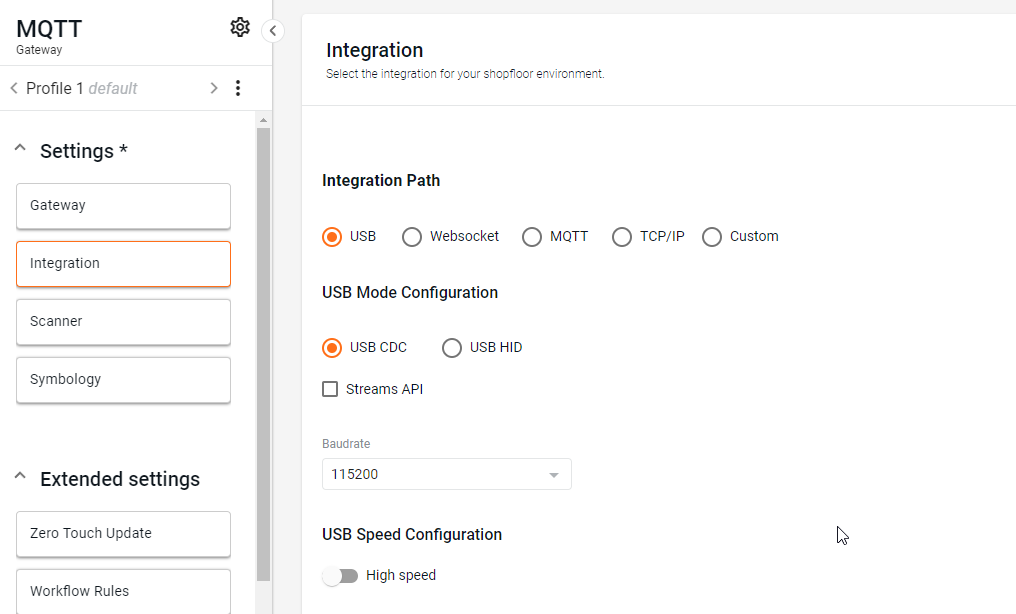 MQTT
Gateway
Profile 1 default
Settings *
Gateway
Integration
Scanner
Symbology
Extended settings
Zero Touch Update
Workflow Rules
Integration
Select the integration for your shopfloor environment.
Integration Path
USB Websocket MQTT TCP/IP Custom
USB Mode Configuration
USB CDC USB HID
Streams API
Baudrate
115200
USB Speed Configuration
High speed